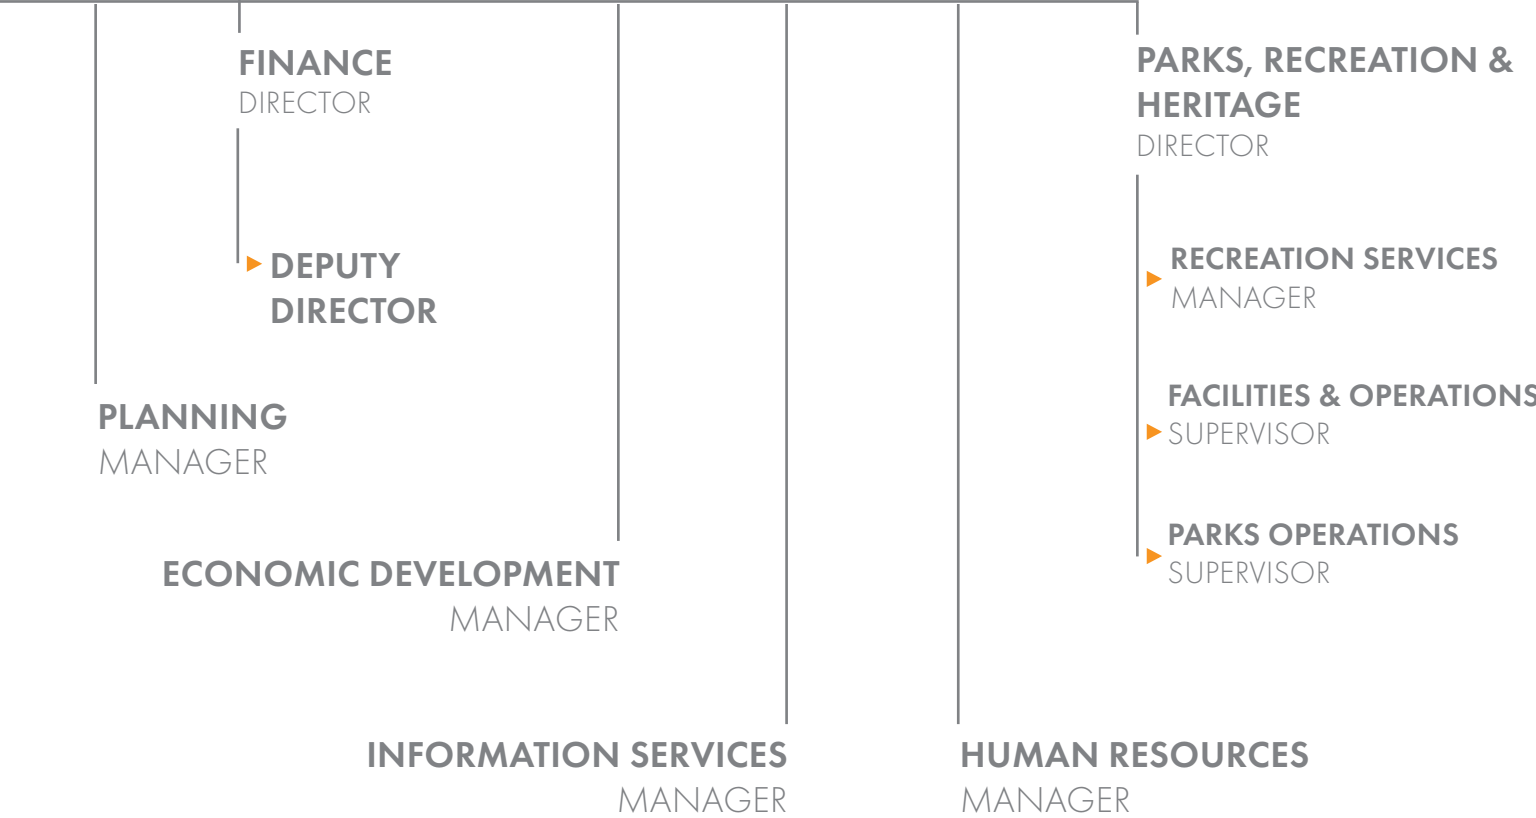 FINANCE
DIRECTOR
DEPUTY
DIRECTOR
PLANNING
MANAGER
ECONOMIC DEVELOPMENT
MANAGER
INFORMATION SERVICES
MANAGER
HUMAN RESOURCES
MANAGER
PARKS, RECREATION &
HERITAGE
DIRECTOR
RECREATION SERVICES
MANAGER
FACILITIES & OPERATIONS
SUPERVISOR
PARKS OPERATIONS
SUPERVISOR